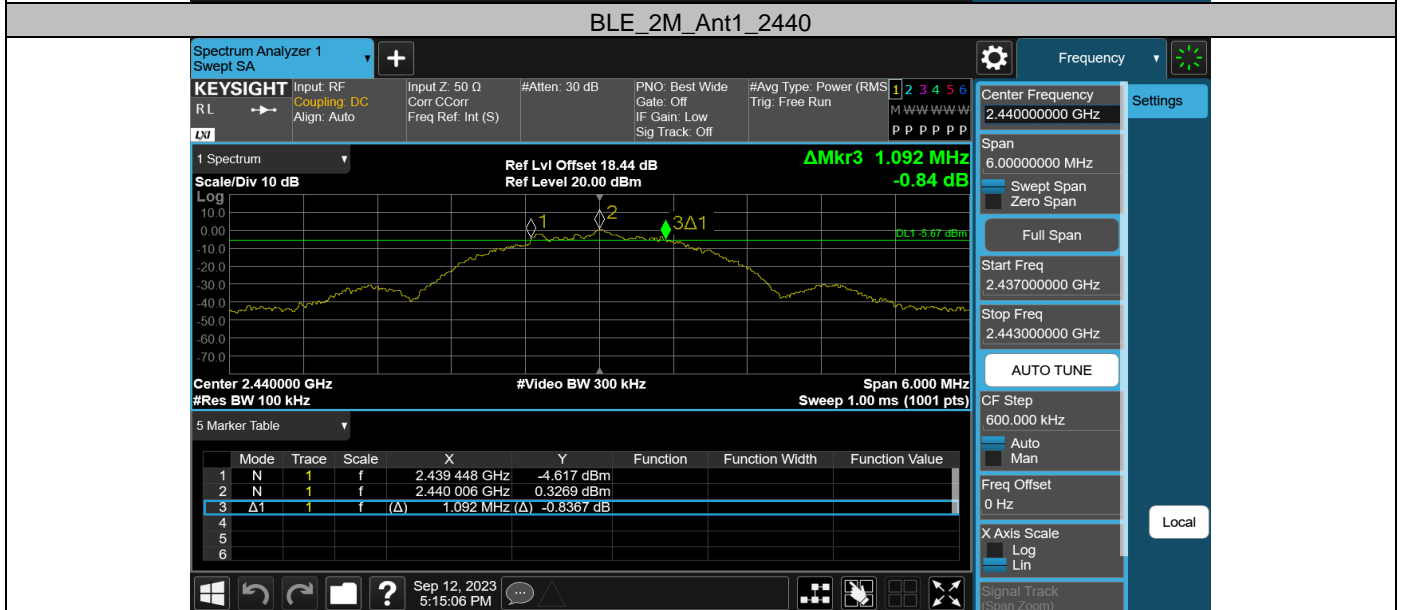 BLE_2M_Ant1_2440
Spectrum Analyzer 1
Swept SA
+
Frequency
KEYSIGHT
RL
LXI
Input: RF
Coupling: DC
Align: Auto
Input Z: 50 Ω
Corr CCorr
Freq Ref: Int (S)
#Atten: 30 dB
PNO: Best Wide
Gate: Off
IF Gain: Low
Sig Track: Off
#Avg Type: Power (RMS
Trig: Free Run
1 2 3 4 5 6
M W W W W W
P P P P P P
1 Spectrum
Scale/Div 10 dB
Ref Lvl Offset 18.44 dB
Ref Level 20.00 dBm
ΔMkr3 1.092 MHz
-0.84 dB
Log
10.0
0.00
-10.0
-20.0
-30.0
-40.0
-50.0
-60.0
-70.0
1
2
3Δ1
DL1 -5.67 dBm
Center 2.440000 GHz
#Res BW 100 kHz
#Video BW 300 kHz
Span 6.000 MHz
Sweep 1.00 ms (1001 pts)
5 Marker Table
Mode Trace Scale X Y Function Function Width Function Value
1 N 1 f 2.439 448 GHz -4.617 dBm
2 N 1 f 2.440 006 GHz 0.3269 dBm
3 Δ1 1 f (Δ) 1.092 MHz (Δ) -0.8367 dB
4
5
6
Sep 12, 2023
5:15:06 PM
?
Settings
Center Frequency
2.440000000 GHz
Span
6.00000000 MHz
Swept Span
Zero Span
Full Span
Start Freq
2.437000000 GHz
Stop Freq
2.443000000 GHz
AUTO TUNE
CF Step
600.000 kHz
Auto
Man
Freq Offset
0 Hz
X Axis Scale
Log
Lin
Signal Track
(Span Zoom)
Local